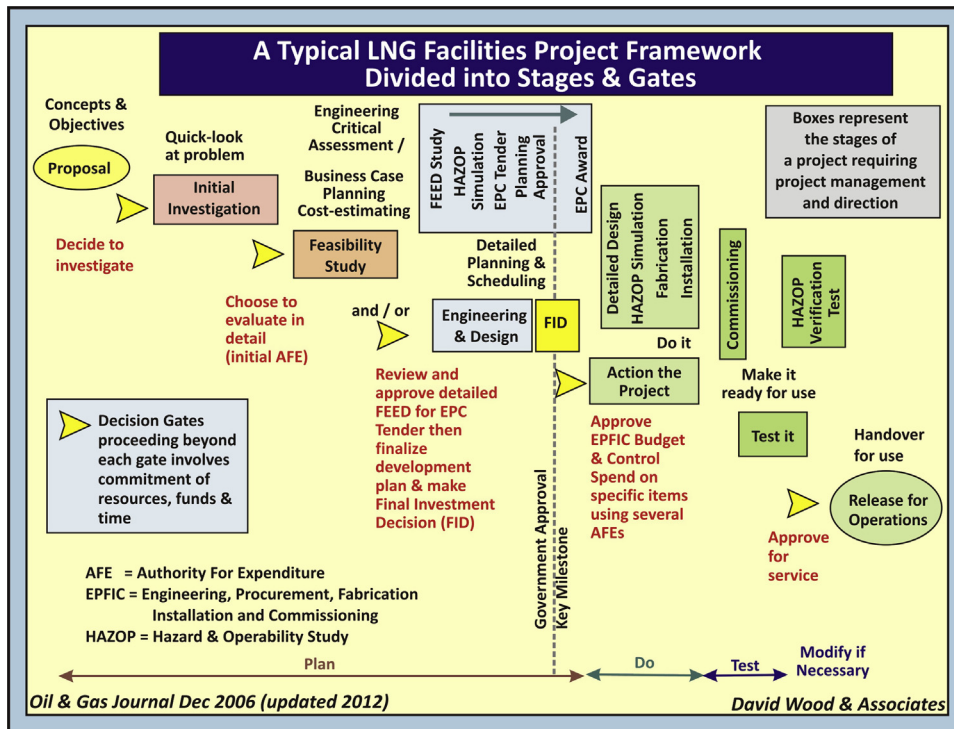 A Typical LNG Facilities Project Framework
Divided into Stages & Gates
Concepts &
Objectives
Proposal
Decide to
investigate
Quick-look
at problem
Initial
Investigation
Choose to
evaluate in
detail
(initial AFE)
Engineering
Critical
Assessment /
Business Case
Planning
Cost-estimating
Feasibility
Study
and / or
FEED Study
HAZOP
Simulation
EPC Tender
Planning
Approval
EPC Award
Detailed
Planning &
Scheduling
Engineering
& Design
FID
Review and
approve detailed
FEED for EPC
Tender then
finalize
development
plan & make
Final Investment
Decision (FID)
Government Approval
Key Milestone
Detailed Design
HAZOP Simulation
Fabrication
Installation
Do it
Action the
Project
Approve
EPFIC Budget
& Control
Spend on
specific items
using several
AFEs
Commissioning
Make it
ready for use
Test it
HAZOP
Verification
Test
Handover
for use
Release for
Operations
Approve
for
service
Boxes represent
the stages of
a project requiring
project management
and direction
Decision Gates
proceeding beyond
each gate involves
commitment of
resources, funds &
time
AFE = Authority For Expenditure
EPFIC = Engineering, Procurement, Fabrication
Installation and Commissioning
HAZOP = Hazard & Operability Study
Plan
Do
Test
Modify if
Necessary
Oil & Gas Journal Dec 2006 (updated 2012)
David Wood & Associates